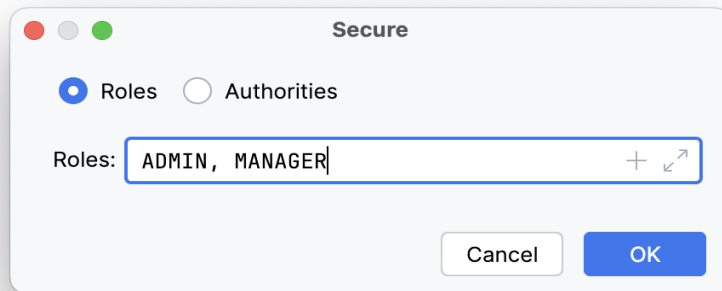 Secure
Roles Authorities
Roles: ADMIN, MANAGER
Cancel OK